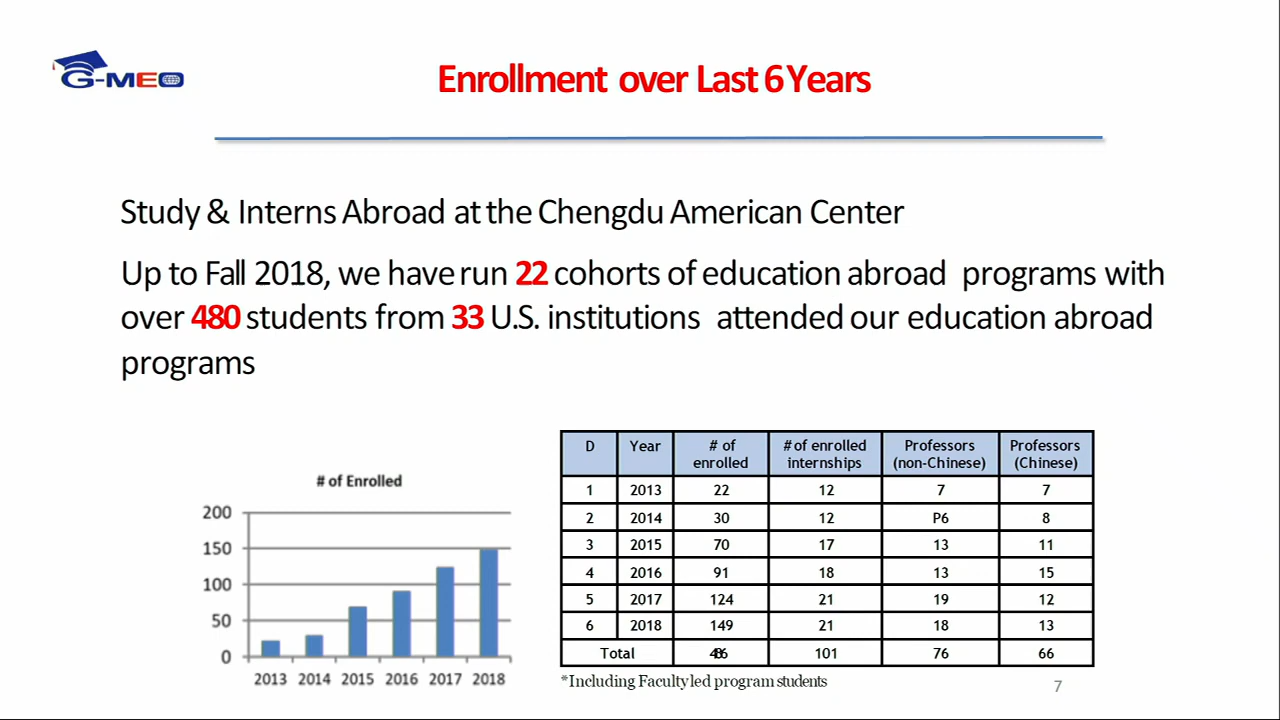 G-MEO
Enrollment over Last 6 Years
Study & Interns Abroad at the Chengdu American Center
Up to Fall 2018, we have run 22 cohorts of education abroad programs with
over 480 students from 33 U.S. institutions attended our education abroad
programs
# of Enrolled
200
150
100
50
0
2013 2014 2015 2016 2017 2018
D Year # of enrolled # of enrolled internships Professors (non-Chinese) Professors (Chinese)
1 2013 22 12 7 7
2 2014 30 12 P6 8
3 2015 70 17 13 11
4 2016 91 18 13 15
5 2017 124 21 19 12
6 2018 149 21 18 13
Total 101 76 66
*Including Faculty led program students
7